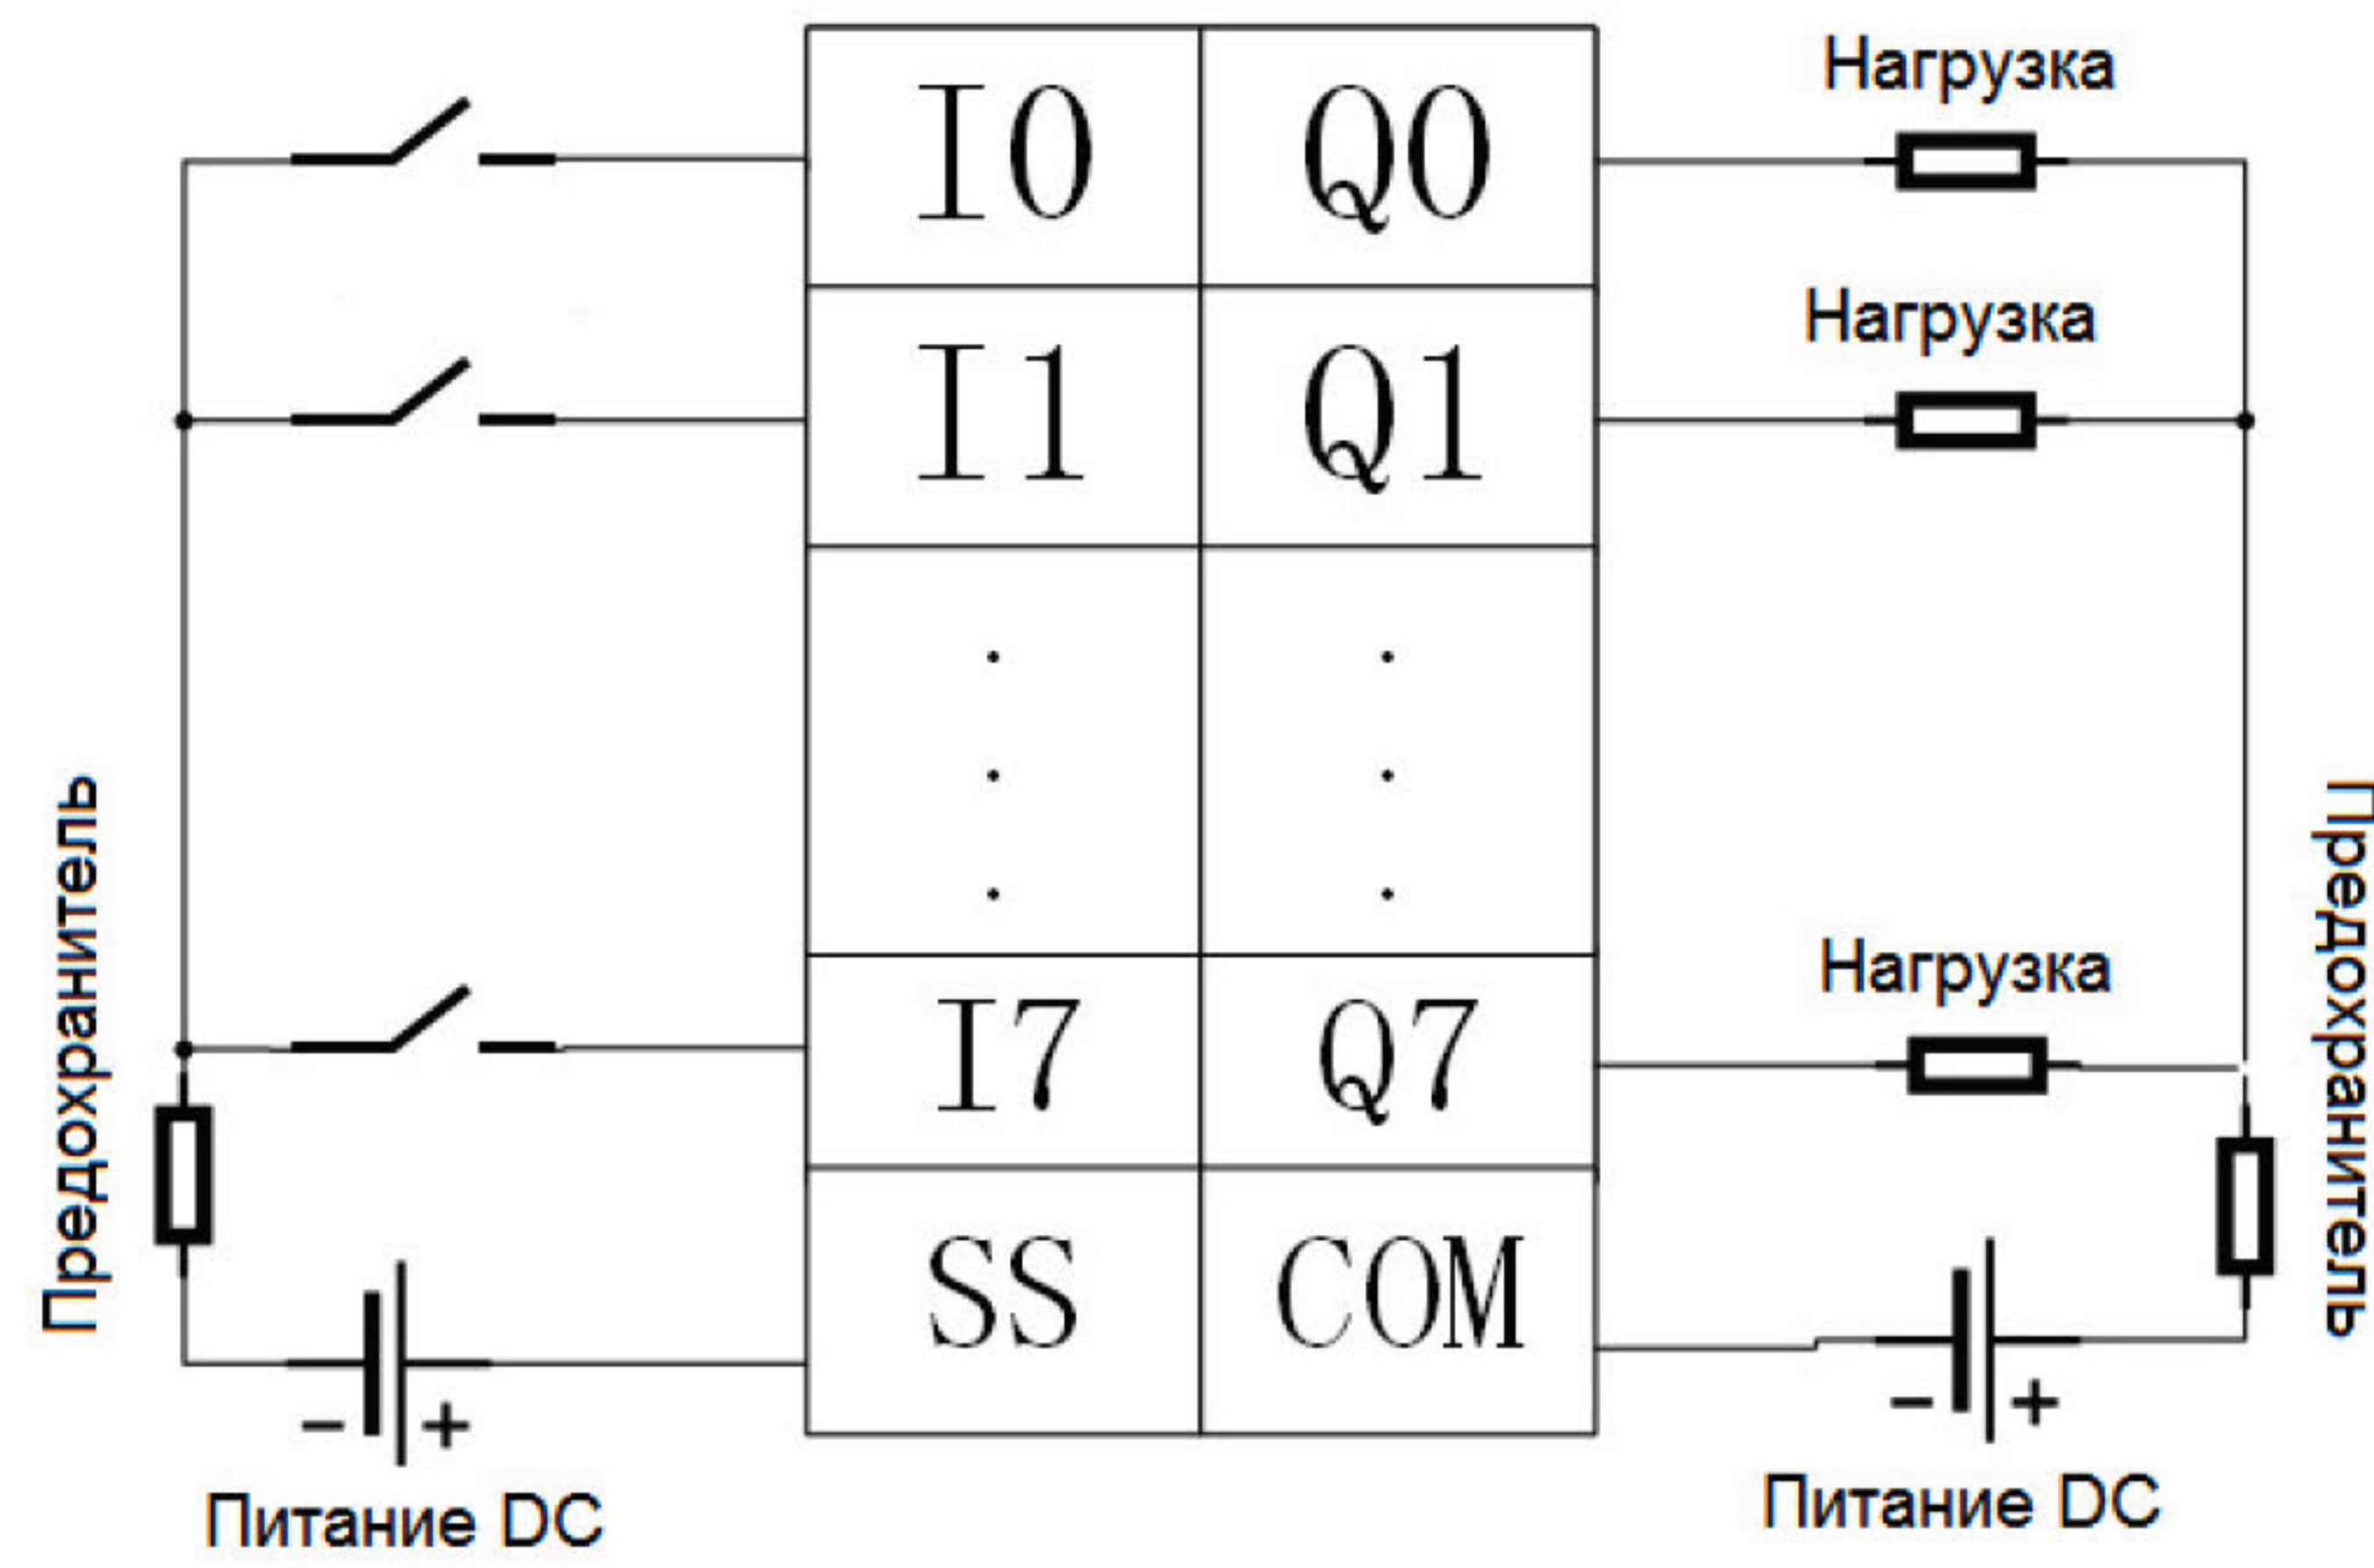 I0 Q0
Нагрузка
I1 Q1
Нагрузка
I7 Q7
Нагрузка
SS COM
Предохранитель
Предохранитель
− +
Питание DC
− +
Питание DC